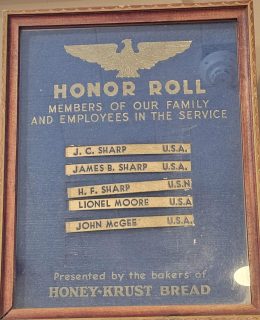 HONOR ROLL
MEMBERS OF OUR FAMILY
AND EMPLOYEES IN THE SERVICE
J. C. SHARP U.S.A.
JAMES B. SHARP U.S.A.
H. F. SHARP U.S.N
LIONEL MOORE U.S.A
JOHN McGEE U.S.A.
Presented by the bakers of
HONEY-KRUST BREAD